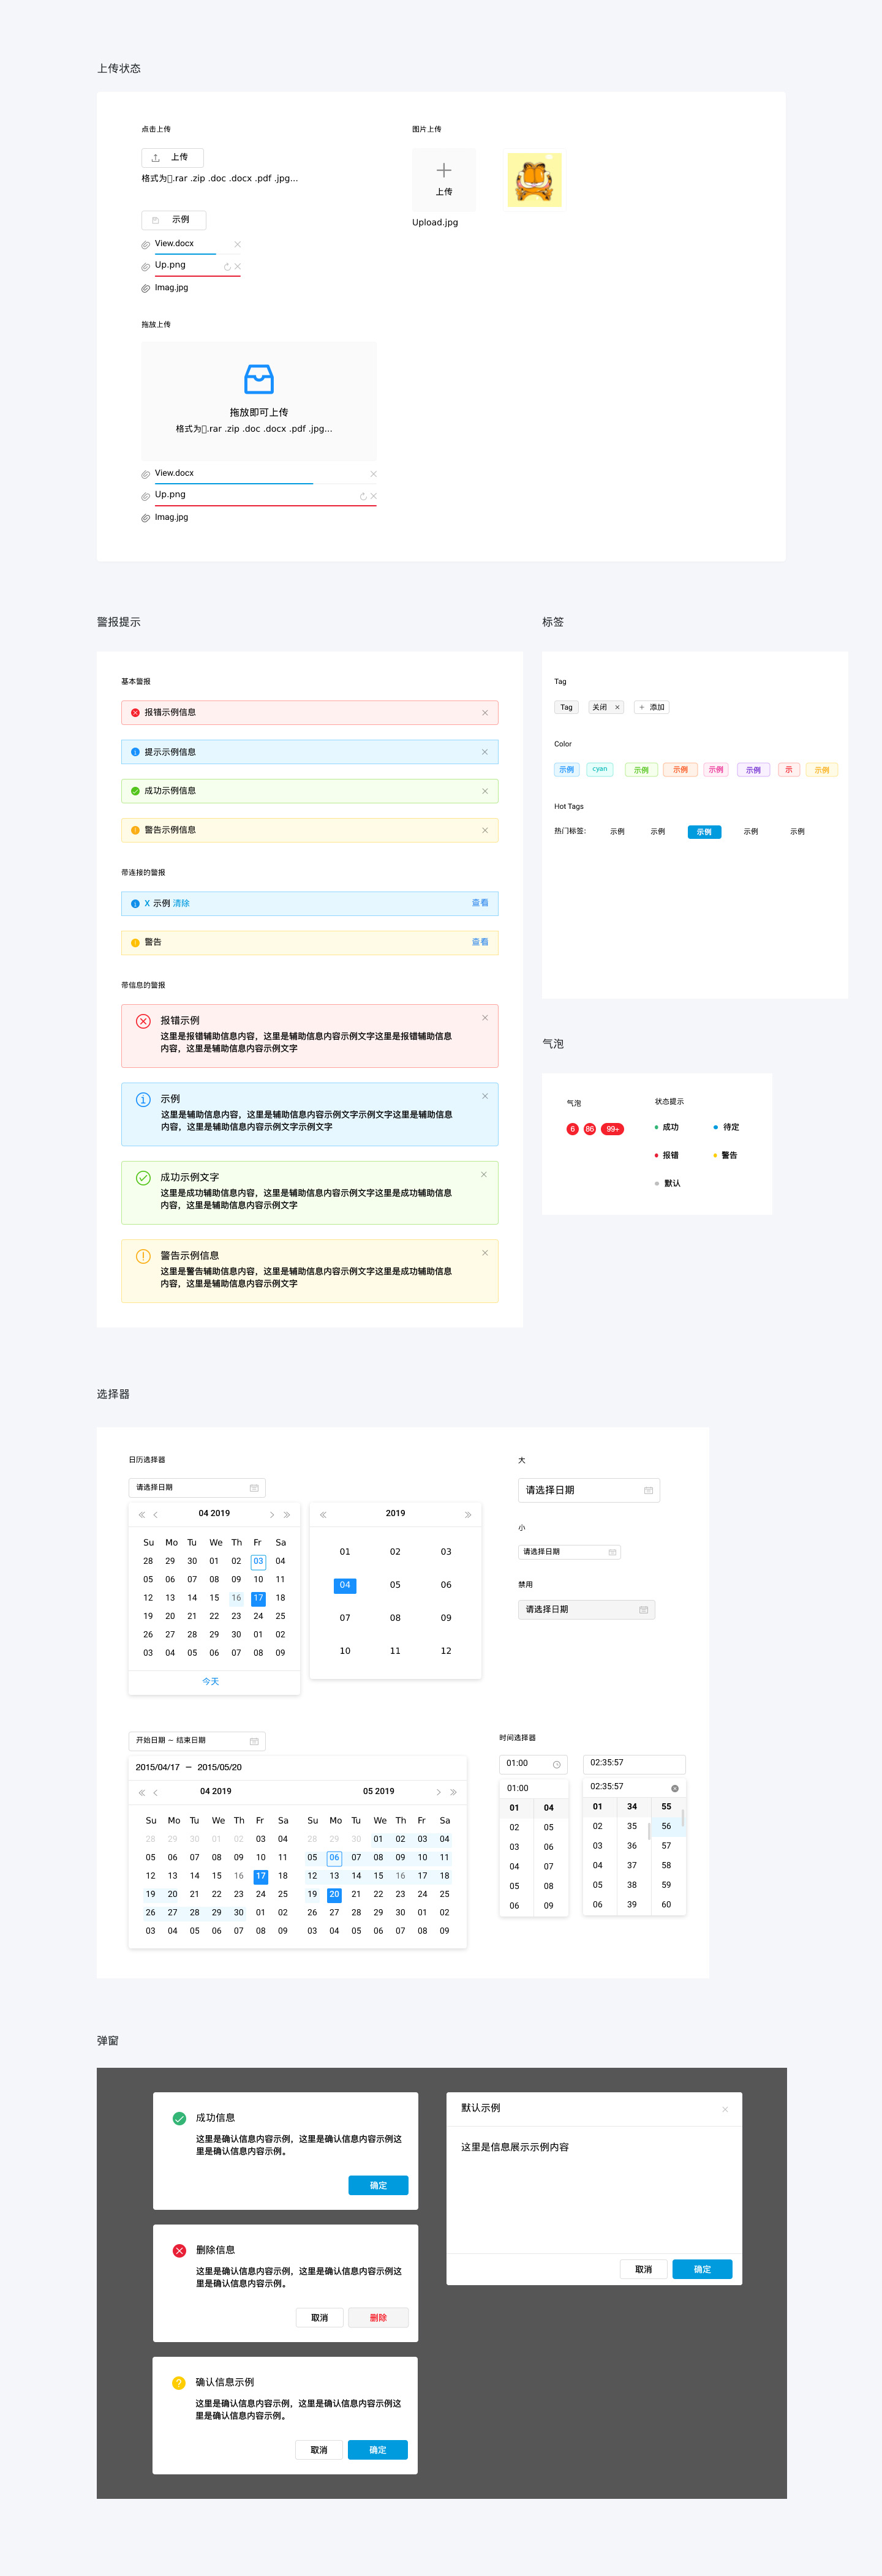 上传状态
点击上传
上传
格式为▯.rar .zip .doc .docx .pdf .jpg...
示例
View.docx
Up.png
Imag.jpg
图片上传
上传
Upload.jpg
拖放上传
拖放即可上传
格式为▯.rar .zip .doc .docx .pdf .jpg...
View.docx
Up.png
Imag.jpg
警报提示
基本警报
报错示例信息
提示示例信息
成功示例信息
警告示例信息
带连接的警报
X 示例 清除 查看
警告 查看
带信息的警报
报错示例
这里是报错辅助信息内容，这里是辅助信息内容示例文字这里是报错辅助信息
内容，这里是辅助信息内容示例文字
示例
这里是辅助信息内容，这里是辅助信息内容示例文字示例文字这里是辅助信息
内容，这里是辅助信息内容示例文字示例文字
成功示例文字
这里是成功辅助信息内容，这里是辅助信息内容示例文字这里是成功辅助信息
内容，这里是辅助信息内容示例文字
警告示例信息
这里是警告辅助信息内容，这里是辅助信息内容示例文字这里是成功辅助信息
内容，这里是辅助信息内容示例文字
标签
Tag
Tag 关闭 添加
Color
示例 cyan 示例 示例 示例 示例 示 示例
Hot Tags
热门标签: 示例 示例 示例 示例 示例
气泡
气泡
6 86 99+
状态提示
成功 待定
报错 警告
默认
选择器
日历选择器
请选择日期
04 2019
Su Mo Tu We Th Fr Sa
28 29 30 01 02 03 04
05 06 07 08 09 10 11
12 13 14 15 16 17 18
19 20 21 22 23 24 25
26 27 28 29 30 01 02
03 04 05 06 07 08 09
今天
2019
01 02 03
04 05 06
07 08 09
10 11 12
大
请选择日期
小
请选择日期
禁用
请选择日期
开始日期 ~ 结束日期
2015/04/17 — 2015/05/20
04 2019
Su Mo Tu We Th Fr Sa
28 29 30 01 02 03 04
05 06 07 08 09 10 11
12 13 14 15 16 17 18
19 20 21 22 23 24 25
26 27 28 29 30 01 02
03 04 05 06 07 08 09
05 2019
Su Mo Tu We Th Fr Sa
28 29 30 01 02 03 04
05 06 07 08 09 10 11
12 13 14 15 16 17 18
19 20 21 22 23 24 25
26 27 28 29 30 01 02
03 04 05 06 07 08 09
时间选择器
01:00
01:00
01 04
02 05
03 06
04 07
05 08
06 09
02:35:57
02:35:57
01 34 55
02 35 56
03 36 57
04 37 58
05 38 59
06 39 60
弹窗
成功信息
这里是确认信息内容示例，这里是确认信息内容示例这
里是确认信息内容示例。
确定
删除信息
这里是确认信息内容示例，这里是确认信息内容示例这
里是确认信息内容示例。
取消 删除
确认信息示例
这里是确认信息内容示例，这里是确认信息内容示例这
里是确认信息内容示例。
取消 确定
默认示例
这里是信息展示示例内容
取消 确定